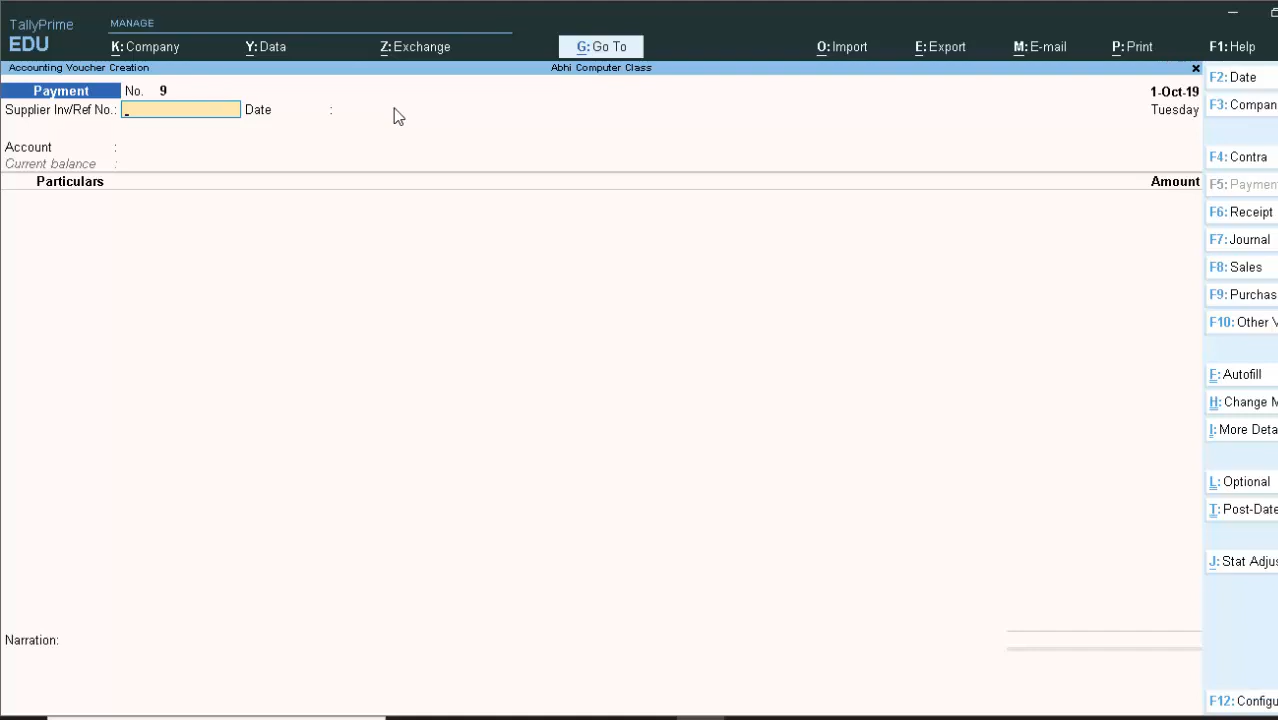 TallyPrime
EDU
MANAGE
K: Company
Y: Data
Z: Exchange
G: Go To
O: Import
E: Export
M: E-mail
P: Print
F1: Help
Accounting Voucher Creation
Abhi Computer Class
Payment No. 9
1-Oct-19
Supplier Inv/Ref No.:
Date :
Tuesday
Account :
Current balance :
Particulars
Amount
Narration:
F2: Date
F3: Compan
F4: Contra
F5: Paymen
F6: Receipt
F7: Journal
F8: Sales
F9: Purchas
F10: Other V
F: Autofill
H: Change M
I: More Deta
L: Optional
T: Post-Date
J: Stat Adjus
F12: Configu